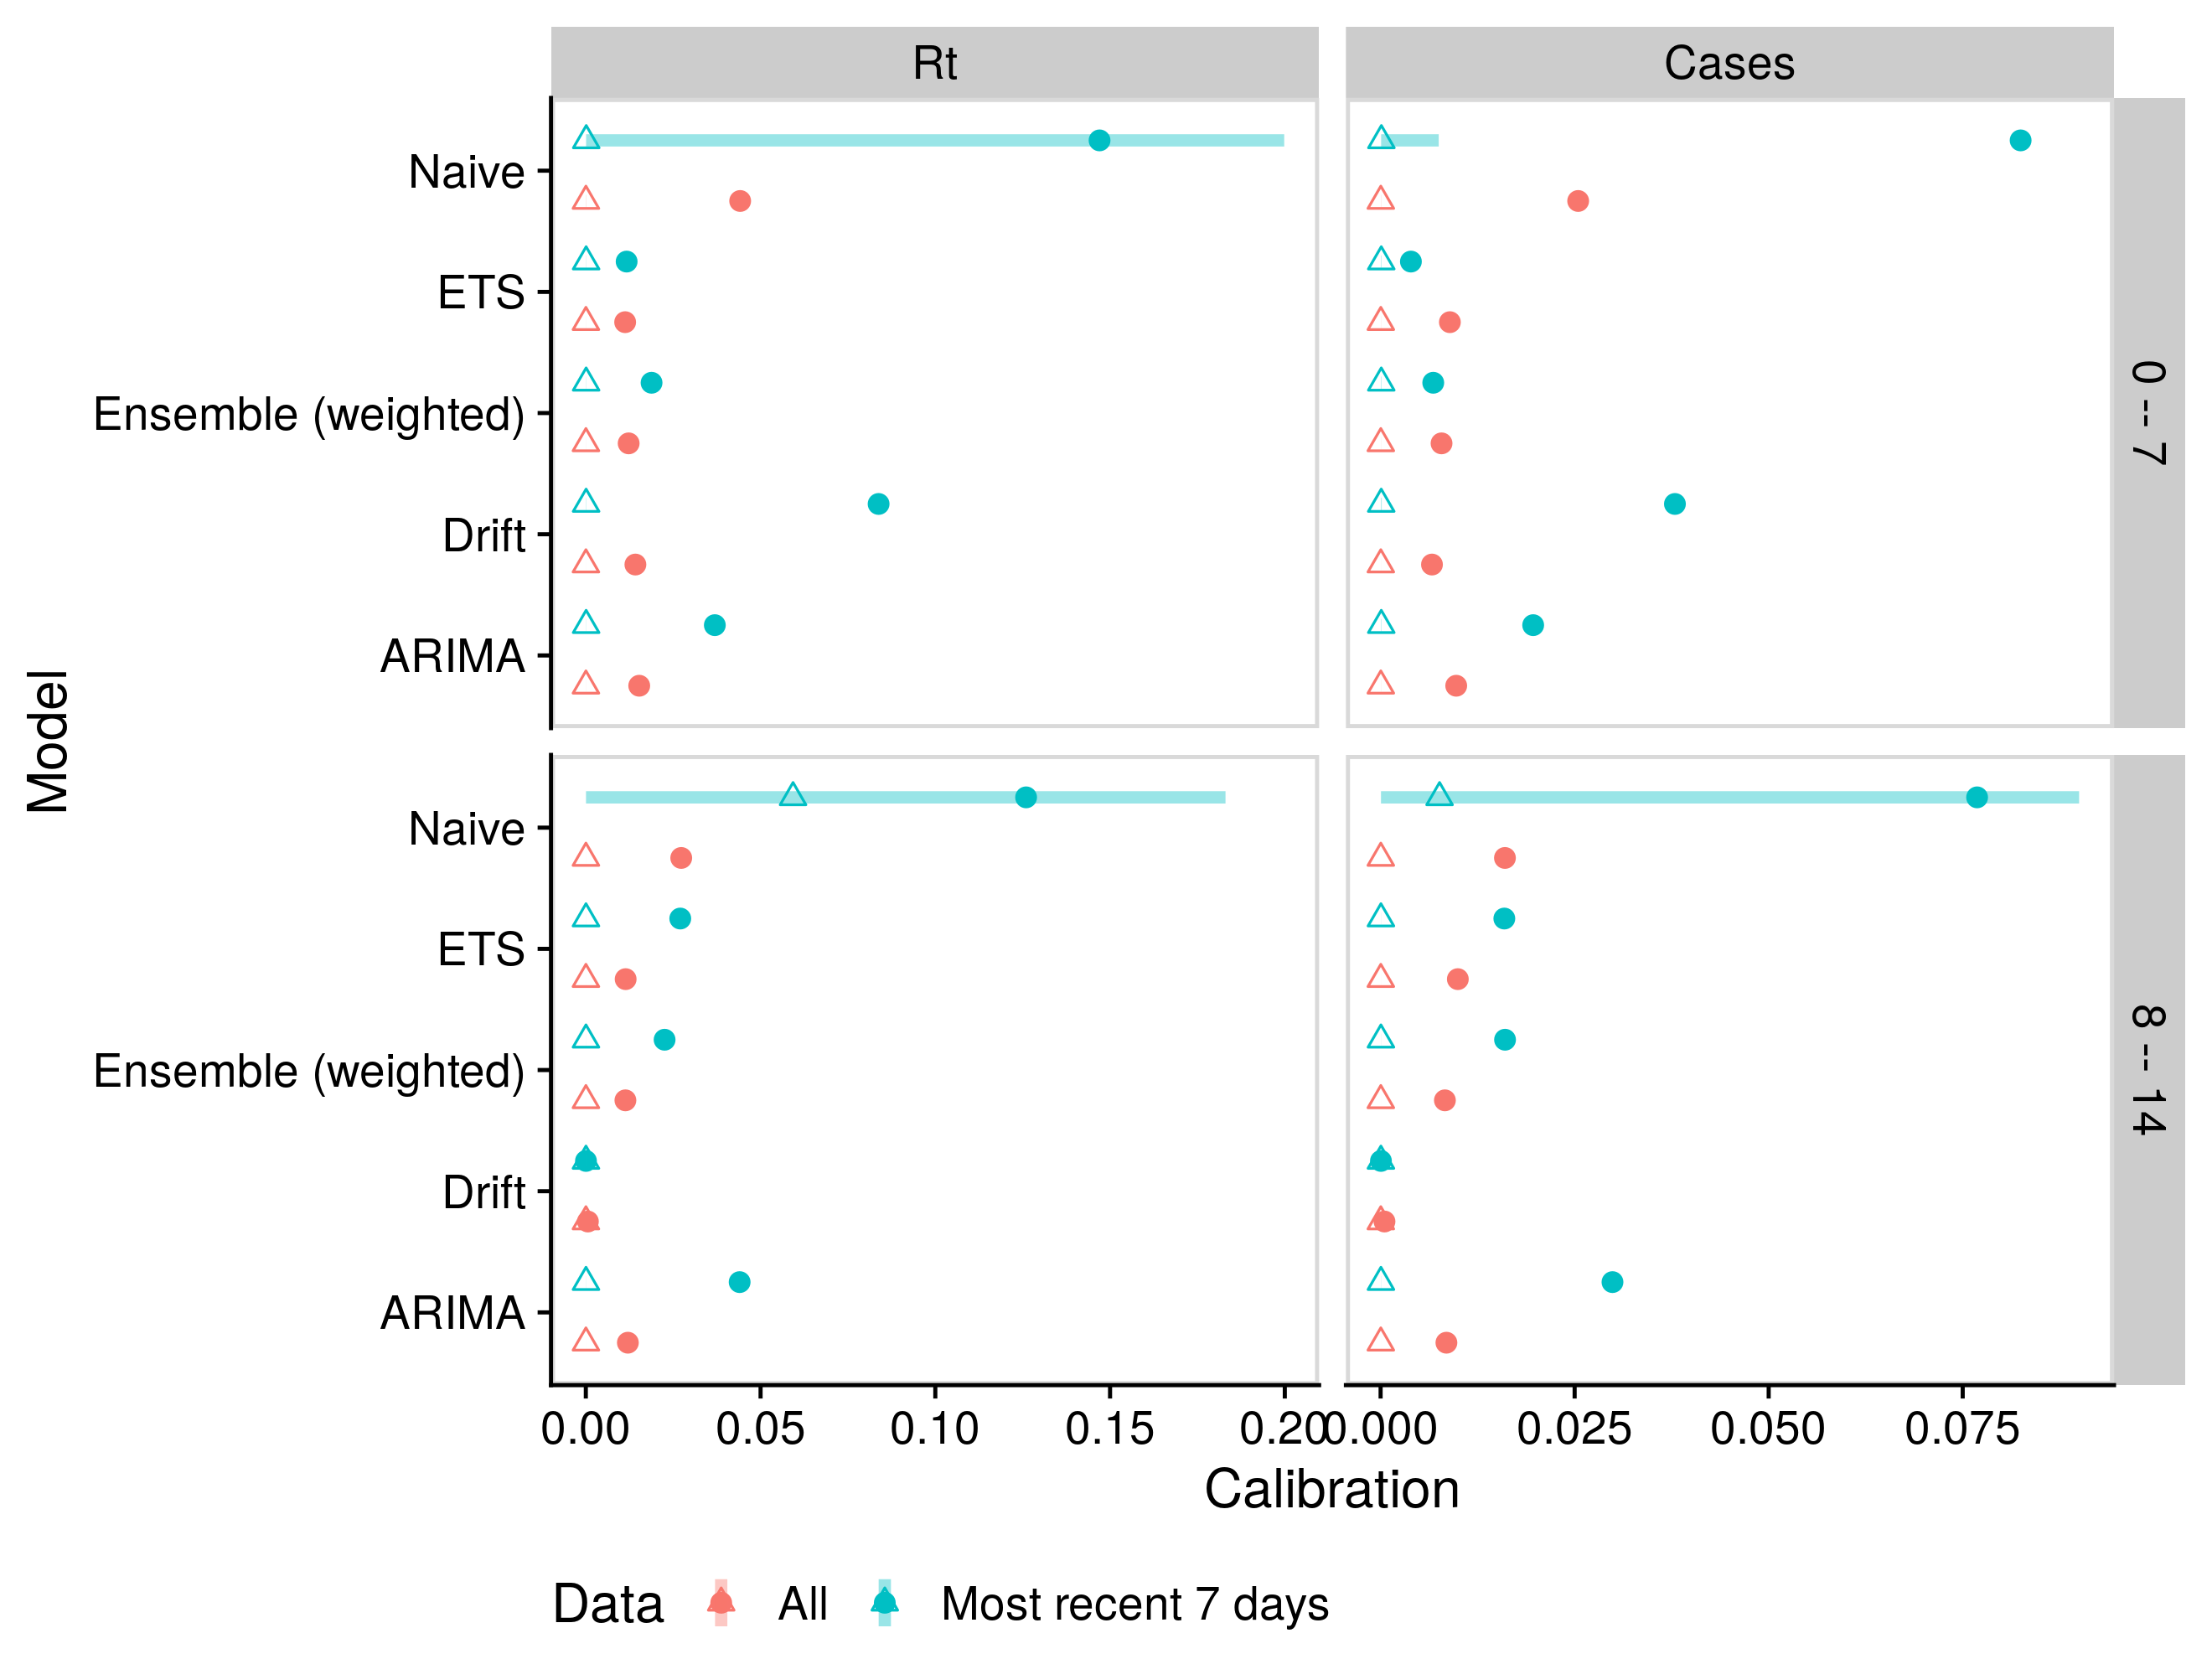 Rt
Cases
Naive
ETS
Ensemble (weighted)
Drift
ARIMA
0 -- 7
Model
Naive
ETS
Ensemble (weighted)
Drift
ARIMA
8 -- 14
0.00 0.05 0.10 0.15 0.20
0.000 0.025 0.050 0.075
Calibration
Data All Most recent 7 days